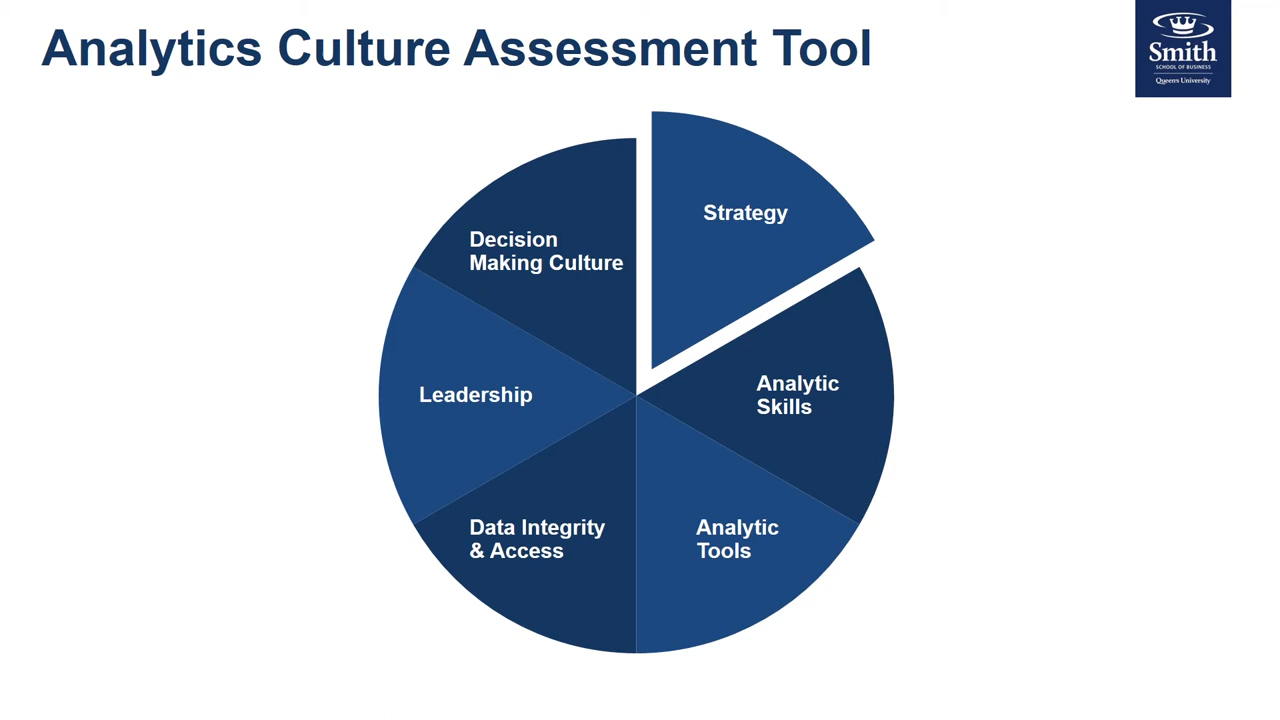 Analytics Culture Assessment Tool
Smith
SCHOOL OF BUSINESS
Queen's University
Strategy
Decision
Making Culture
Analytic
Skills
Leadership
Data Integrity
& Access
Analytic
Tools